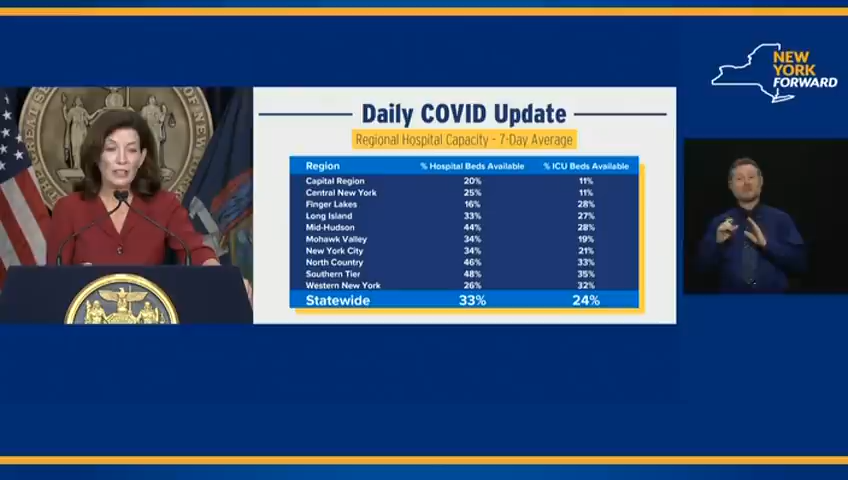 Daily COVID Update
Regional Hospital Capacity - 7-Day Average
Region % Hospital Beds Available % ICU Beds Available
Capital Region 20% 11%
Central New York 25% 11%
Finger Lakes 16% 28%
Long Island 33% 27%
Mid-Hudson 44% 28%
Mohawk Valley 34% 19%
New York City 34% 21%
North Country 46% 33%
Southern Tier 48% 35%
Western New York 26% 32%
Statewide 33% 24%
NEW
YORK
FORWARD